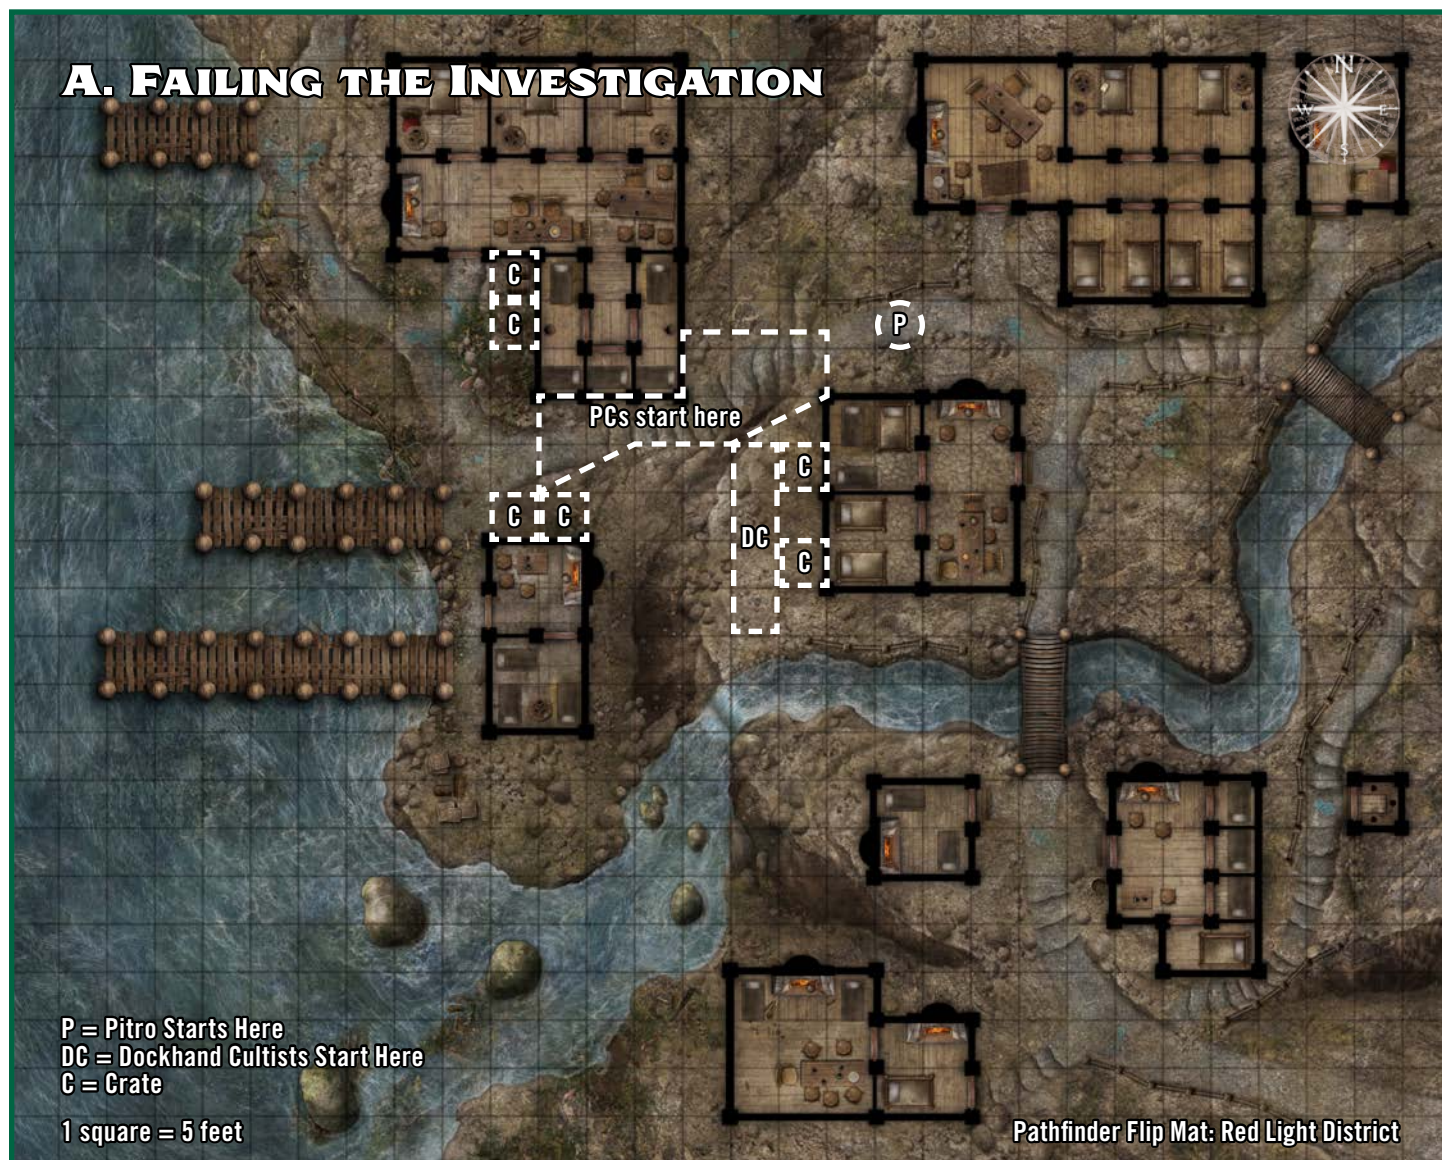 A. Failing the Investigation
N
W
E
S
C
C
P
PCs start here
C
C
C
DC
C
P = Pitro Starts Here
DC = Dockhand Cultists Start Here
C = Crate
1 square = 5 feet
Pathfinder Flip Mat: Red Light District